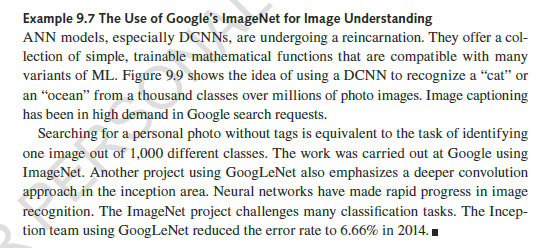 Example 9.7 The Use of Google's ImageNet for Image Understanding
ANN models, especially DCNNs, are undergoing a reincarnation. They offer a col-
lection of simple, trainable mathematical functions that are compatible with many
variants of ML. Figure 9.9 shows the idea of using a DCNN to recognize a “cat” or
an “ocean” from a thousand classes over millions of photo images. Image captioning
has been in high demand in Google search requests.
Searching for a personal photo without tags is equivalent to the task of identifying
one image out of 1,000 different classes. The work was carried out at Google using
ImageNet. Another project using GoogLeNet also emphasizes a deeper convolution
approach in the inception area. Neural networks have made rapid progress in image
recognition. The ImageNet project challenges many classification tasks. The Incep-
tion team using GoogLeNet reduced the error rate to 6.66% in 2014. ■